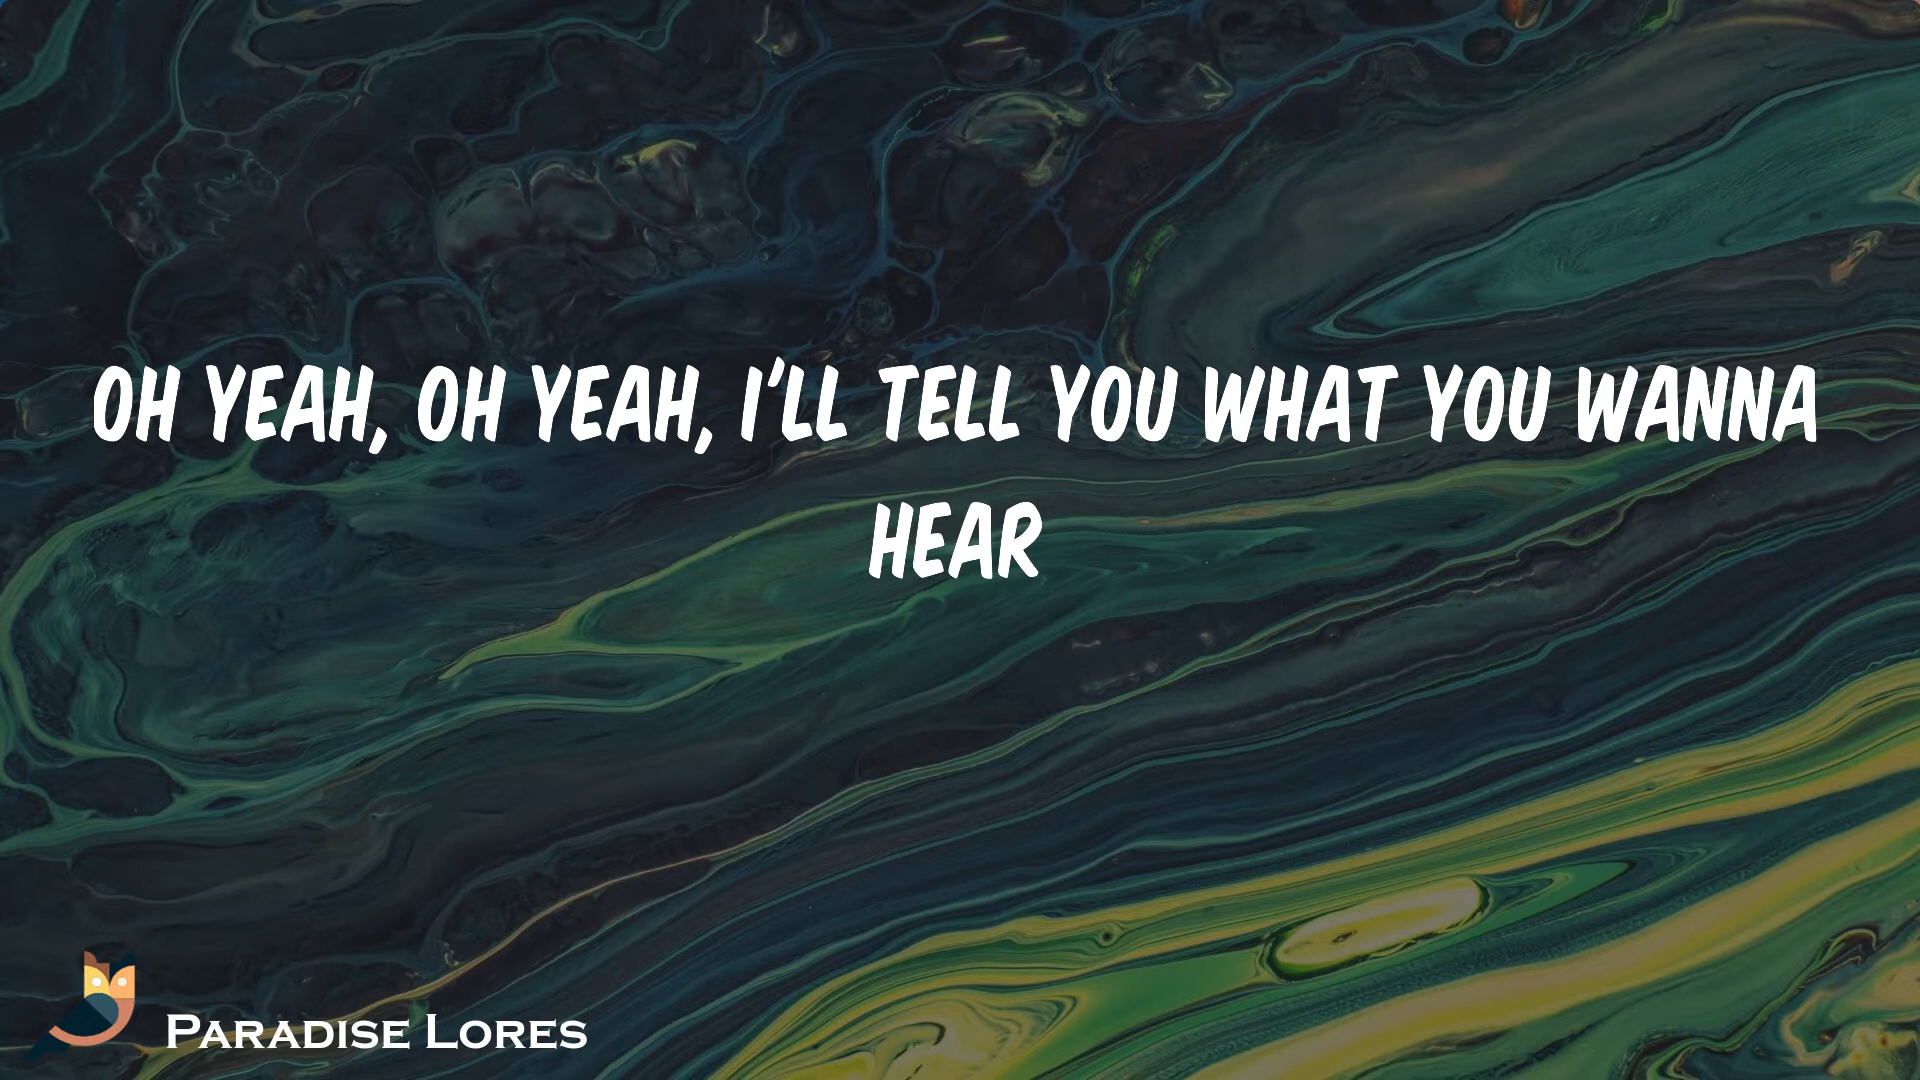 OH YEAH, OH YEAH, I'LL TELL YOU WHAT YOU WANNA
HEAR
PARADISE LORES